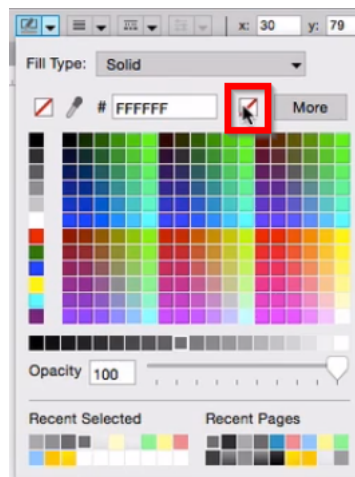 x: 30 y: 79
Fill Type: Solid
# FFFFFF More
Opacity 100
Recent Selected Recent Pages